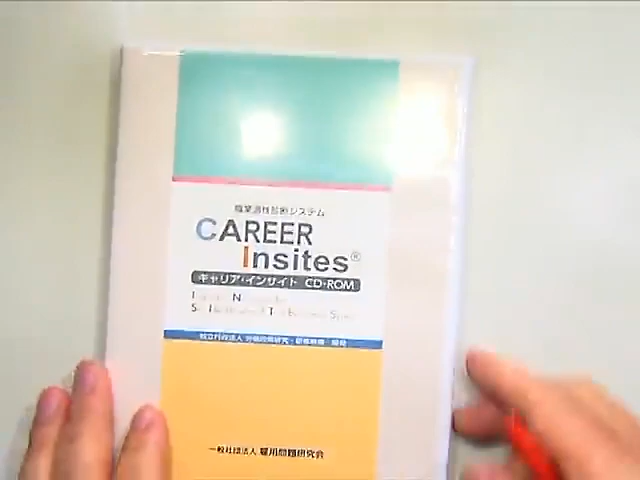 職業適性診断システム
CAREER
Insites®
キャリア・インサイト CD-ROM
独立行政法人 労働政策研究・研修機構 開発
一般社団法人 雇用問題研究会